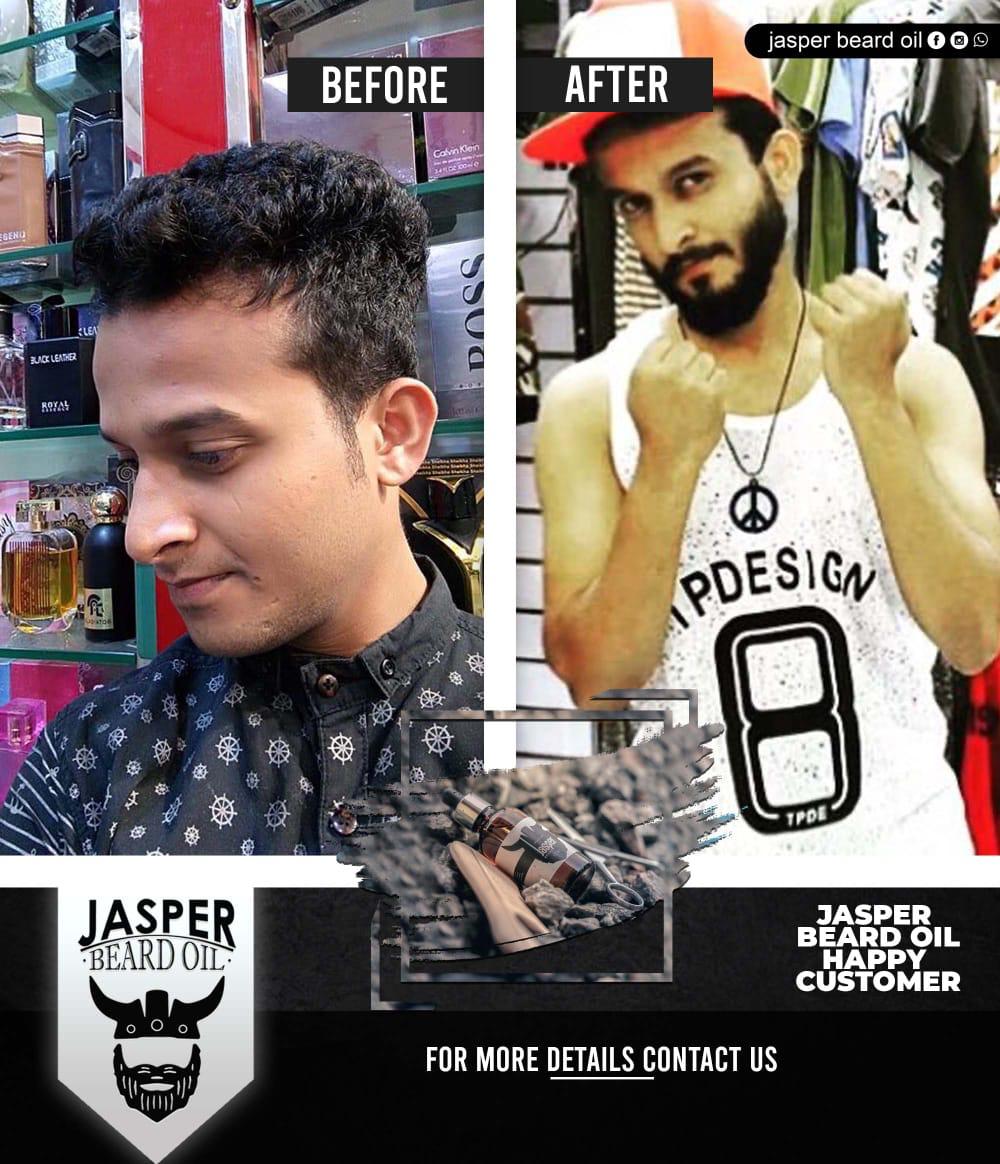 jasper beard oil
BEFORE
AFTER
Calvin Klein
BOSS
BLACK LEATHER
ROYAL
TPDESIGN
8
TPDE
JASPER
BEARD OIL
HAPPY
CUSTOMER
JASPER
·BEARD OIL·
FOR MORE DETAILS CONTACT US